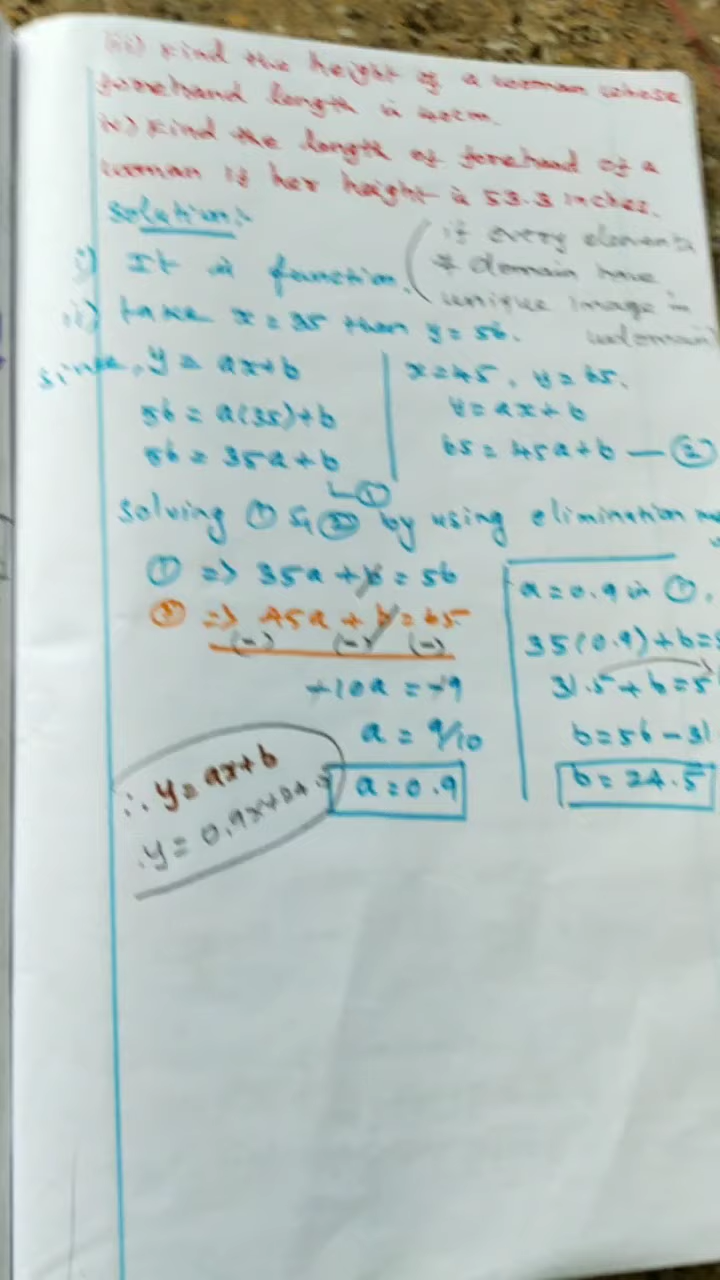 iii) Find the height of a woman whose
forehand length is 40cm.
iv) Find the length of forehand of a
woman if her height is 53.3 inches.
Solution:-
i) It is function. (if every elements
of domain have
unique image in
codomain)
ii) take x = 35 then y = 56.
since, y = ax+b
56 = a(35)+b
56 = 35a+b
①
x=45, y=65.
y=ax+b
65=45a+b — ②
Solving ① & ② by using elimination
① => 35a + b = 56
② => 45a + b = 65
(-) (-) (-)
-10a = -9
a = 9/10
a = 0.9
a=0.9 in ①.
35(0.9)+b=5
31.5+b=5
b=56-31
b=24.5
∴ y=ax+b
y=0.9x+24.5